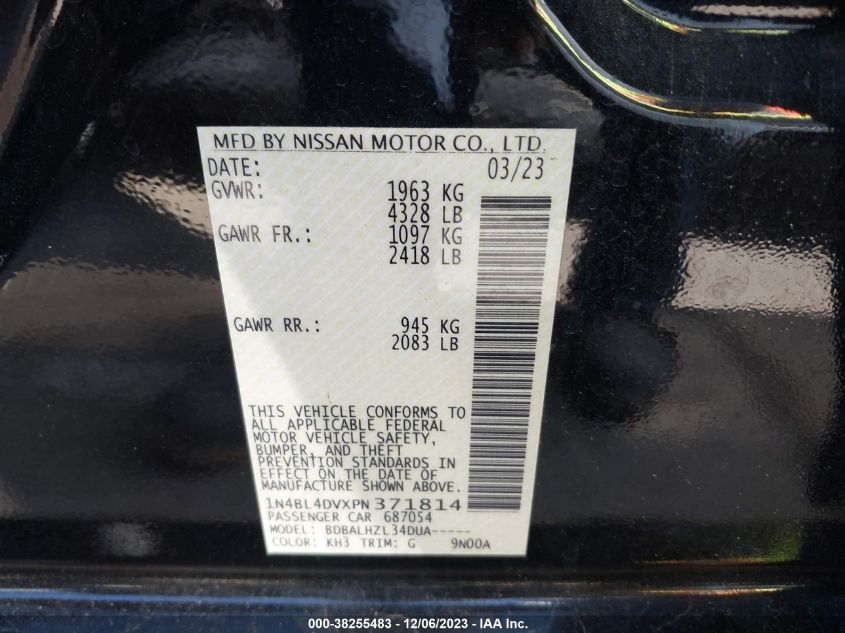 MFD BY NISSAN MOTOR CO., LTD.
DATE: 03/23
GVWR: 1963 KG
4328 LB
GAWR FR.: 1097 KG
2418 LB
GAWR RR.: 945 KG
2083 LB
THIS VEHICLE CONFORMS TO
ALL APPLICABLE FEDERAL
MOTOR VEHICLE SAFETY,
BUMPER, AND THEFT
PREVENTION STANDARDS IN
EFFECT ON THE DATE OF
MANUFACTURE SHOWN ABOVE.
1N4BL4DVXPN371814
PASSENGER CAR 687054
MODEL: BDBALHZL34DUA-----
COLOR: KH3 TRIM: G 9N00A
000-38255483 - 12/06/2023 - IAA Inc.